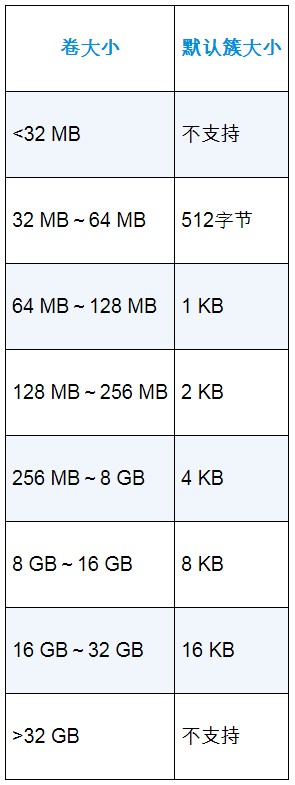 卷大小 默认簇大小
<32 MB 不支持
32 MB～64 MB 512字节
64 MB～128 MB 1 KB
128 MB～256 MB 2 KB
256 MB～8 GB 4 KB
8 GB～16 GB 8 KB
16 GB～32 GB 16 KB
>32 GB 不支持